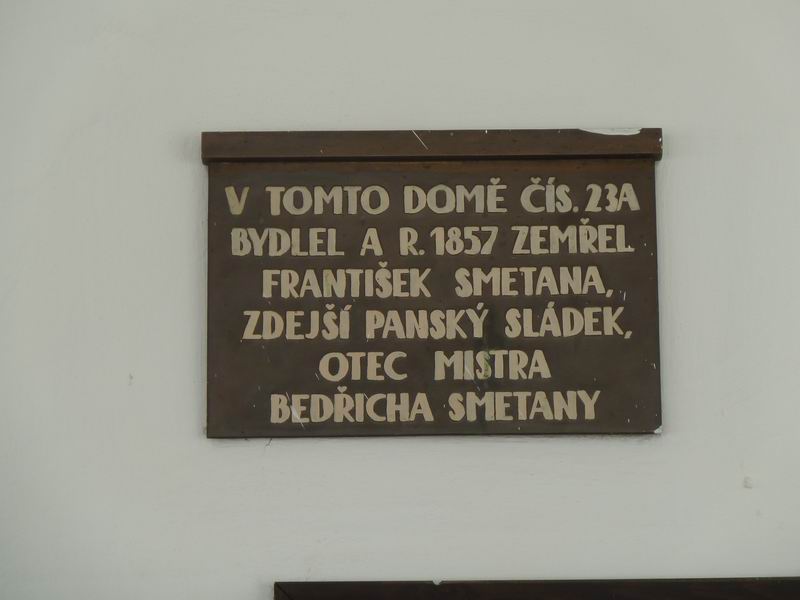 V TOMTO DOMĚ ČÍS. 23A
BYDLEL A R. 1857 ZEMŘEL
FRANTIŠEK SMETANA,
ZDEJŠÍ PANSKÝ SLÁDEK,
OTEC MISTRA
BEDŘICHA SMETANY